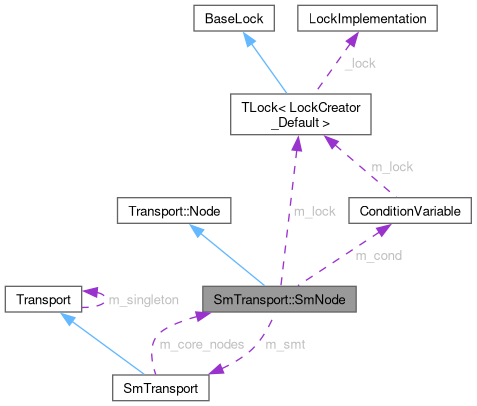 BaseLock
LockImplementation
_lock
TLock< LockCreator
_Default >
m_lock
Transport::Node
m_lock
ConditionVariable
m_cond
Transport
m_singleton
SmTransport::SmNode
m_core_nodes
m_smt
SmTransport